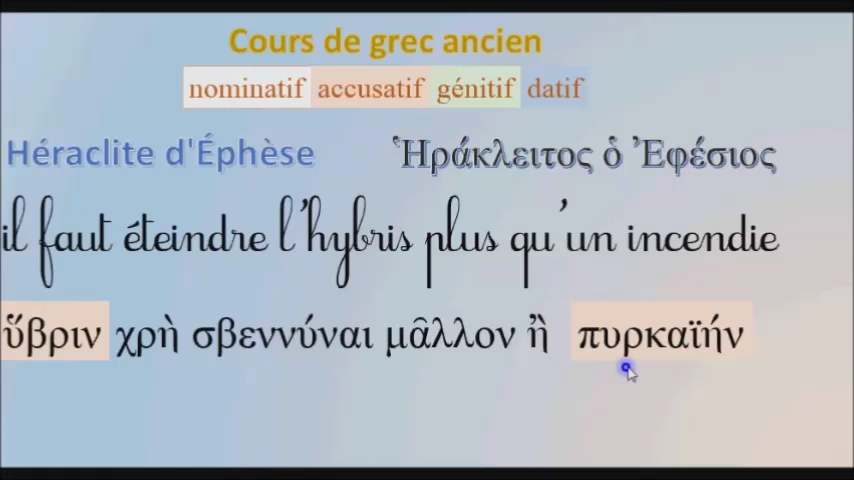 Cours de grec ancien
nominatif accusatif génitif datif
Héraclite d'Éphèse Ἡράκλειτος ὁ Ἐφέσιος
il faut éteindre l'hybris plus qu'un incendie
ὕβριν χρὴ σβεννύναι μᾶλλον ἢ πυρκαϊήν